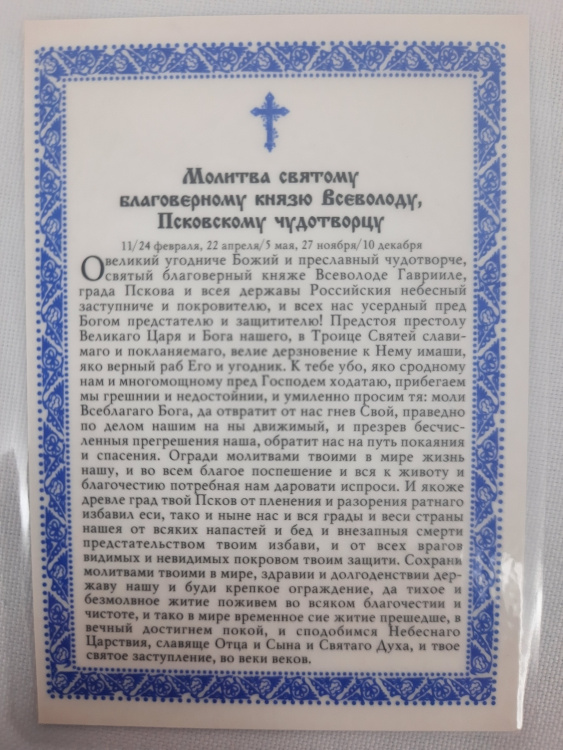 Молитва святому
благоверному князю Всеволоду,
Псковскому чудотворцу
11/24 февраля, 22 апреля/5 мая, 27 ноября/10 декабря
О великий угодниче Божий и преславный чудотворче,
святый благоверный княже Всеволоде Гаврииле,
града Пскова и всея державы Российския небесный
заступниче и покровителю, и всех нас усердный пред
Богом предстателю и защитителю! Предстоя престолу
Великаго Царя и Бога нашего, в Троице Святей слави-
маго и покланяемаго, велие дерзновение к Нему имаши,
яко верный раб Его и угодник. К тебе убо, яко сродному
нам и многомощному пред Господем ходатаю, прибегаем
мы грешнии и недостойнии, и умиленно просим тя: моли
Всеблагаго Бога, да отвратит от нас гнев Свой, праведно
по делом нашим на ны движимый, и презрев бесчис-
ленныя прегрешения наша, обратит нас на путь покаяния
и спасения. Огради молитвами твоими в мире жизнь
нашу, и во всем благое поспешение и вся к животу и
благочестию потребная нам даровати испроси. И якоже
древле град твой Псков от пленения и разорения ратнаго
избавил еси, тако и ныне нас и вся грады и веси страны
нашея от всяких напастей и бед и внезапныя смерти
предстательством твоим избави, и от всех врагов
видимых и невидимых покровом твоим защити. Сохрани
молитвами твоими в мире, здравии и долгоденствии дер-
жаву нашу и буди крепкое ограждение, да тихое и
безмолвное житие поживем во всяком благочестии и
чистоте, и тако в мире временное сие житие прешедше, в
вечный достигнем покой, и сподобимся Небеснаго
Царствия, славяще Отца и Сына и Святаго Духа, и твое
святое заступление, во веки веков.